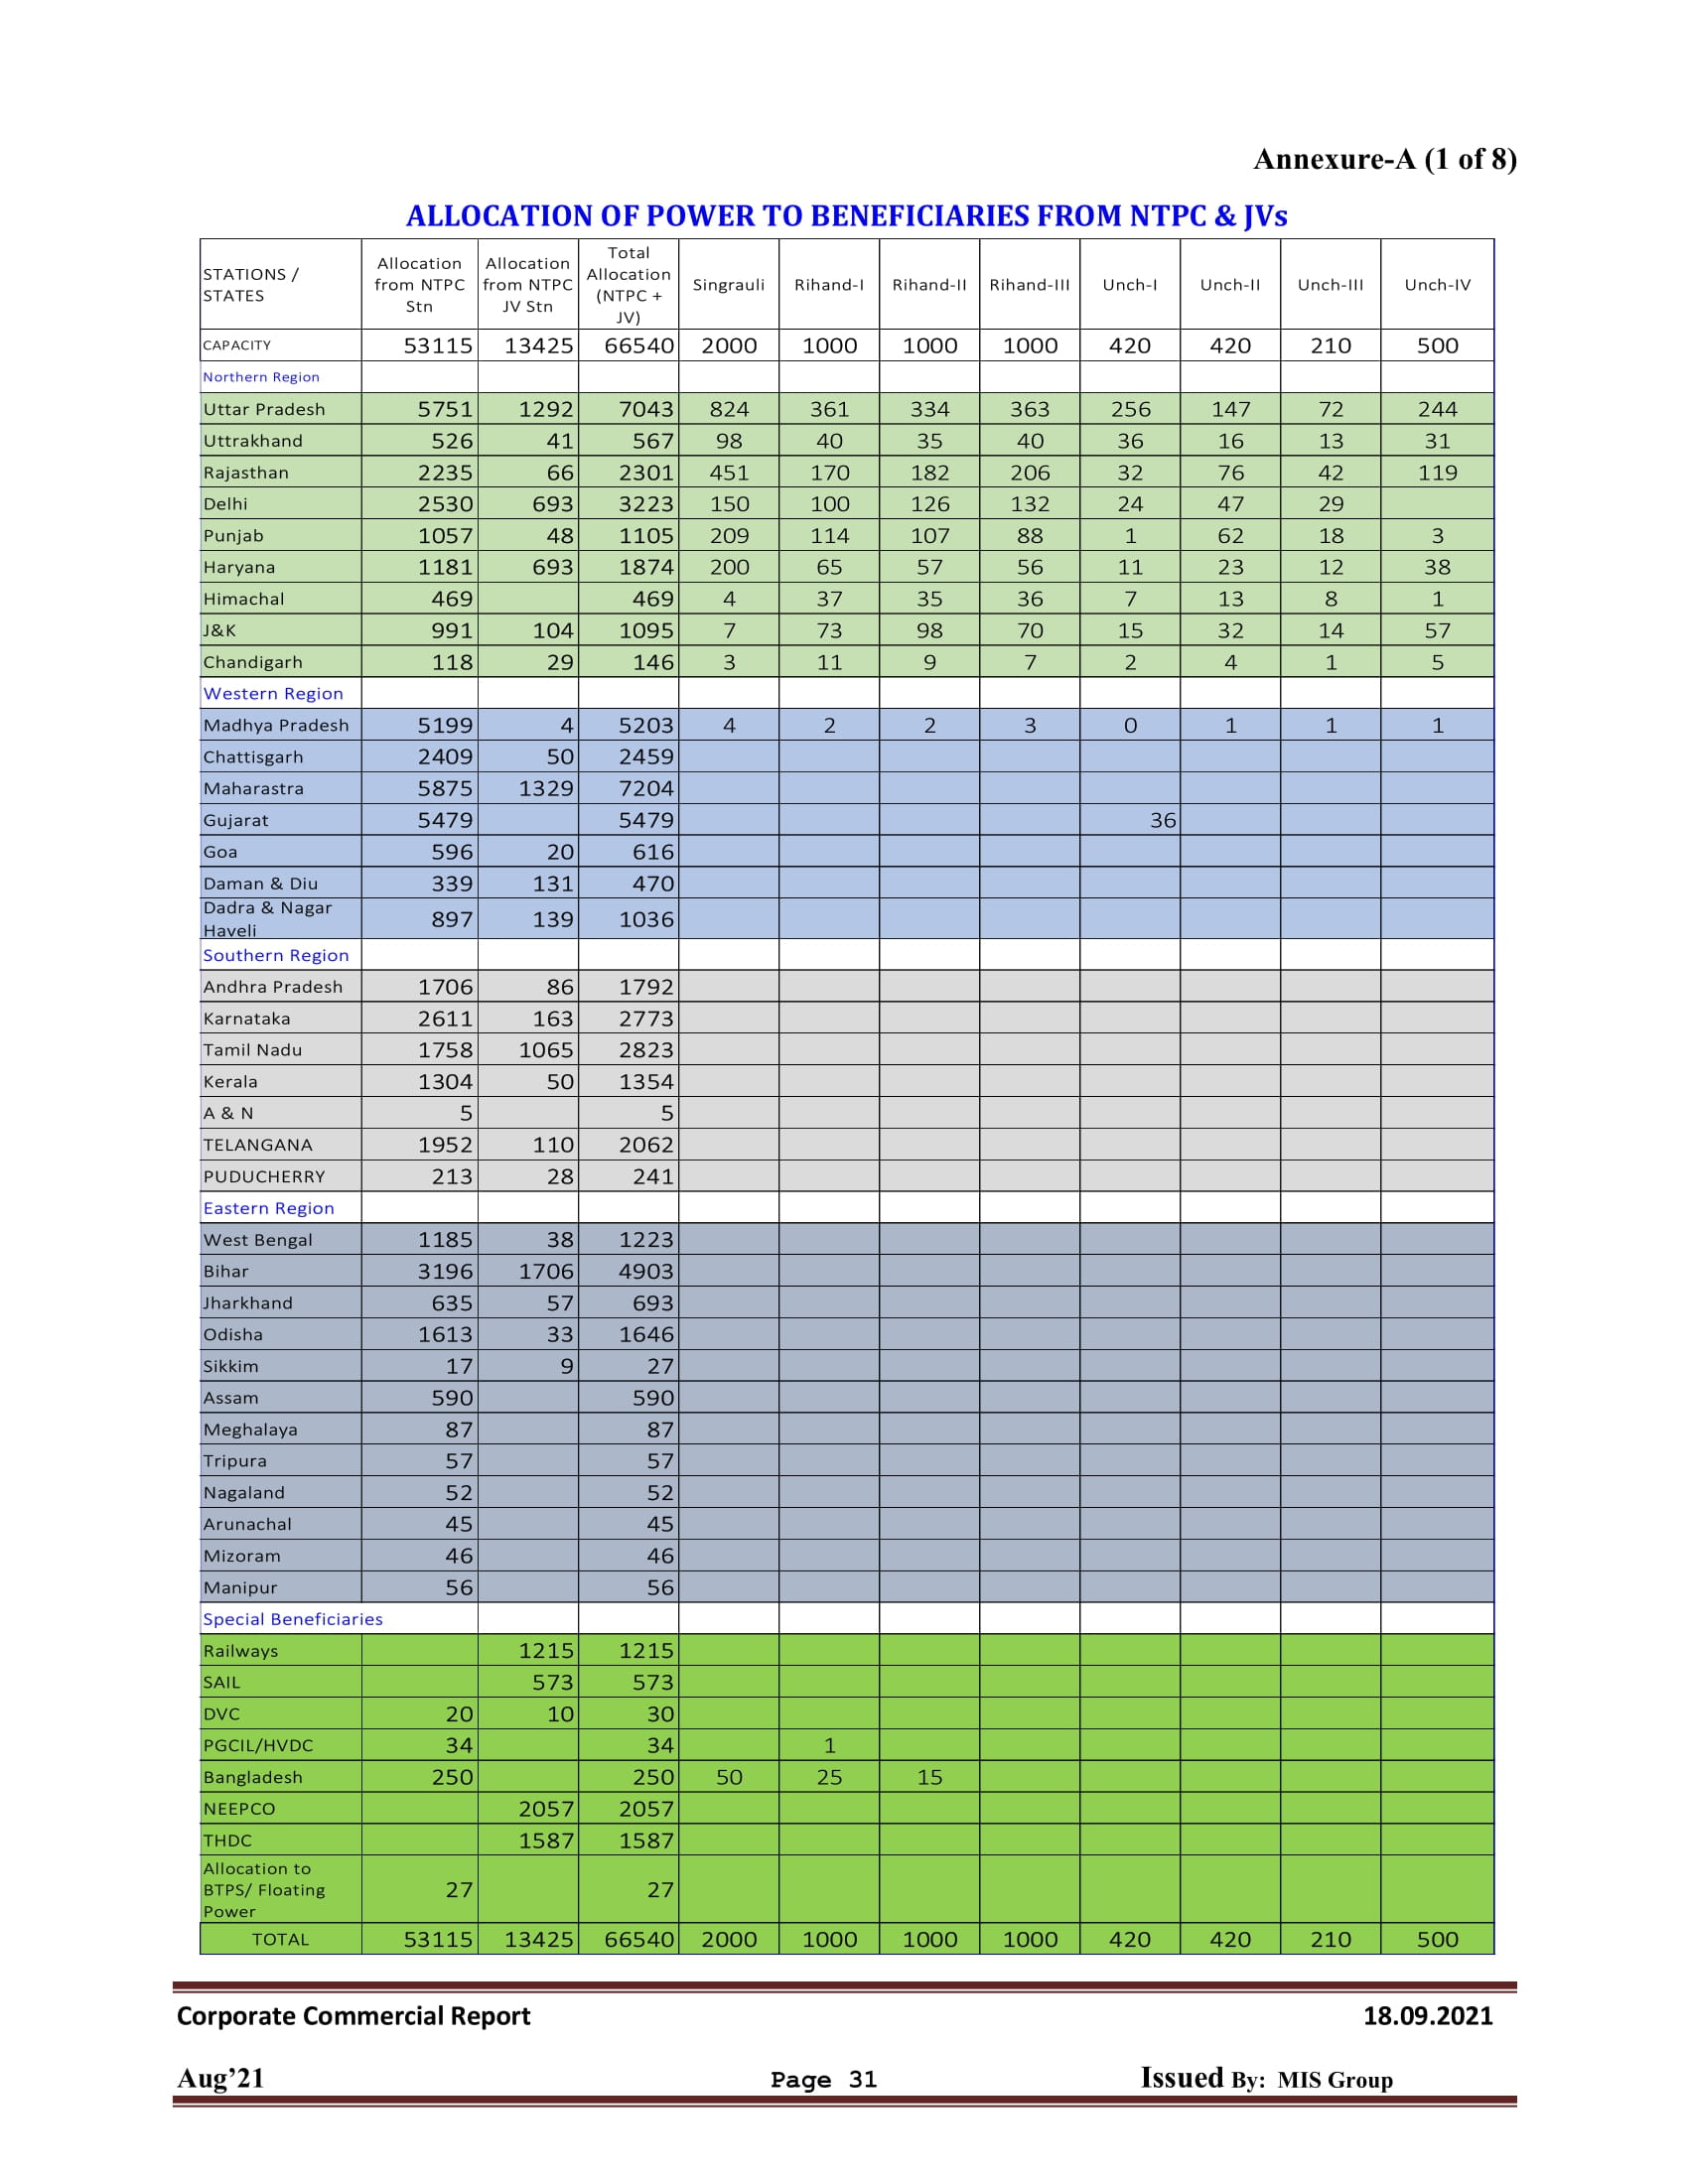 Annexure-A (1 of 8)
ALLOCATION OF POWER TO BENEFICIARIES FROM NTPC & JVs
STATIONS / STATES Allocation from NTPC Stn Allocation from NTPC JV Stn Total Allocation (NTPC + JV) Singrauli Rihand-I Rihand-II Rihand-III Unch-I Unch-II Unch-III Unch-IV
CAPACITY 53115 13425 66540 2000 1000 1000 1000 420 420 210 500
Northern Region
Uttar Pradesh 5751 1292 7043 824 361 334 363 256 147 72 244
Uttrakhand 526 41 567 98 40 35 40 36 16 13 31
Rajasthan 2235 66 2301 451 170 182 206 32 76 42 119
Delhi 2530 693 3223 150 100 126 132 24 47 29
Punjab 1057 48 1105 209 114 107 88 1 62 18 3
Haryana 1181 693 1874 200 65 57 56 11 23 12 38
Himachal 469 469 4 37 35 36 7 13 8 1
J&K 991 104 1095 7 73 98 70 15 32 14 57
Chandigarh 118 29 146 3 11 9 7 2 4 1 5
Western Region
Madhya Pradesh 5199 4 5203 4 2 2 3 0 1 1 1
Chattisgarh 2409 50 2459
Maharastra 5875 1329 7204
Gujarat 5479 5479 36
Goa 596 20 616
Daman & Diu 339 131 470
Dadra & Nagar Haveli 897 139 1036
Southern Region
Andhra Pradesh 1706 86 1792
Karnataka 2611 163 2773
Tamil Nadu 1758 1065 2823
Kerala 1304 50 1354
A & N 5 5
TELANGANA 1952 110 2062
PUDUCHERRY 213 28 241
Eastern Region
West Bengal 1185 38 1223
Bihar 3196 1706 4903
Jharkhand 635 57 693
Odisha 1613 33 1646
Sikkim 17 9 27
Assam 590 590
Meghalaya 87 87
Tripura 57 57
Nagaland 52 52
Arunachal 45 45
Mizoram 46 46
Manipur 56 56
Special Beneficiaries
Railways 1215 1215
SAIL 573 573
DVC 20 10 30
PGCIL/HVDC 34 34 1
Bangladesh 250 250 50 25 15
NEEPCO 2057 2057
THDC 1587 1587
Allocation to BTPS/ Floating Power 27 27
TOTAL 53115 13425 66540 2000 1000 1000 1000 420 420 210 500
Corporate Commercial Report 18.09.2021
Aug’21 Page 31 Issued By: MIS Group